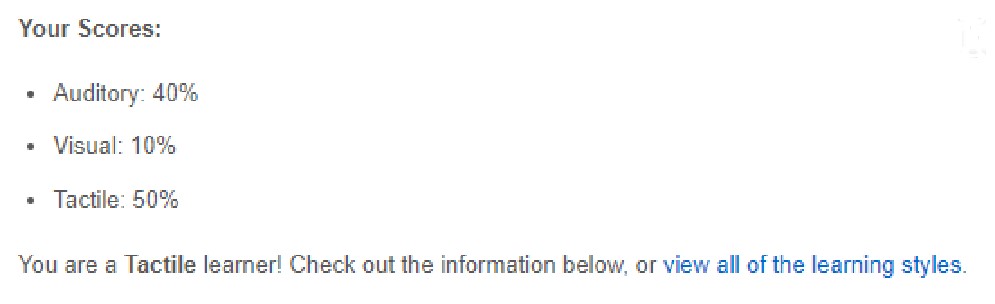 Your Scores:
• Auditory: 40%
• Visual: 10%
• Tactile: 50%
You are a Tactile learner! Check out the information below, or view all of the learning styles.